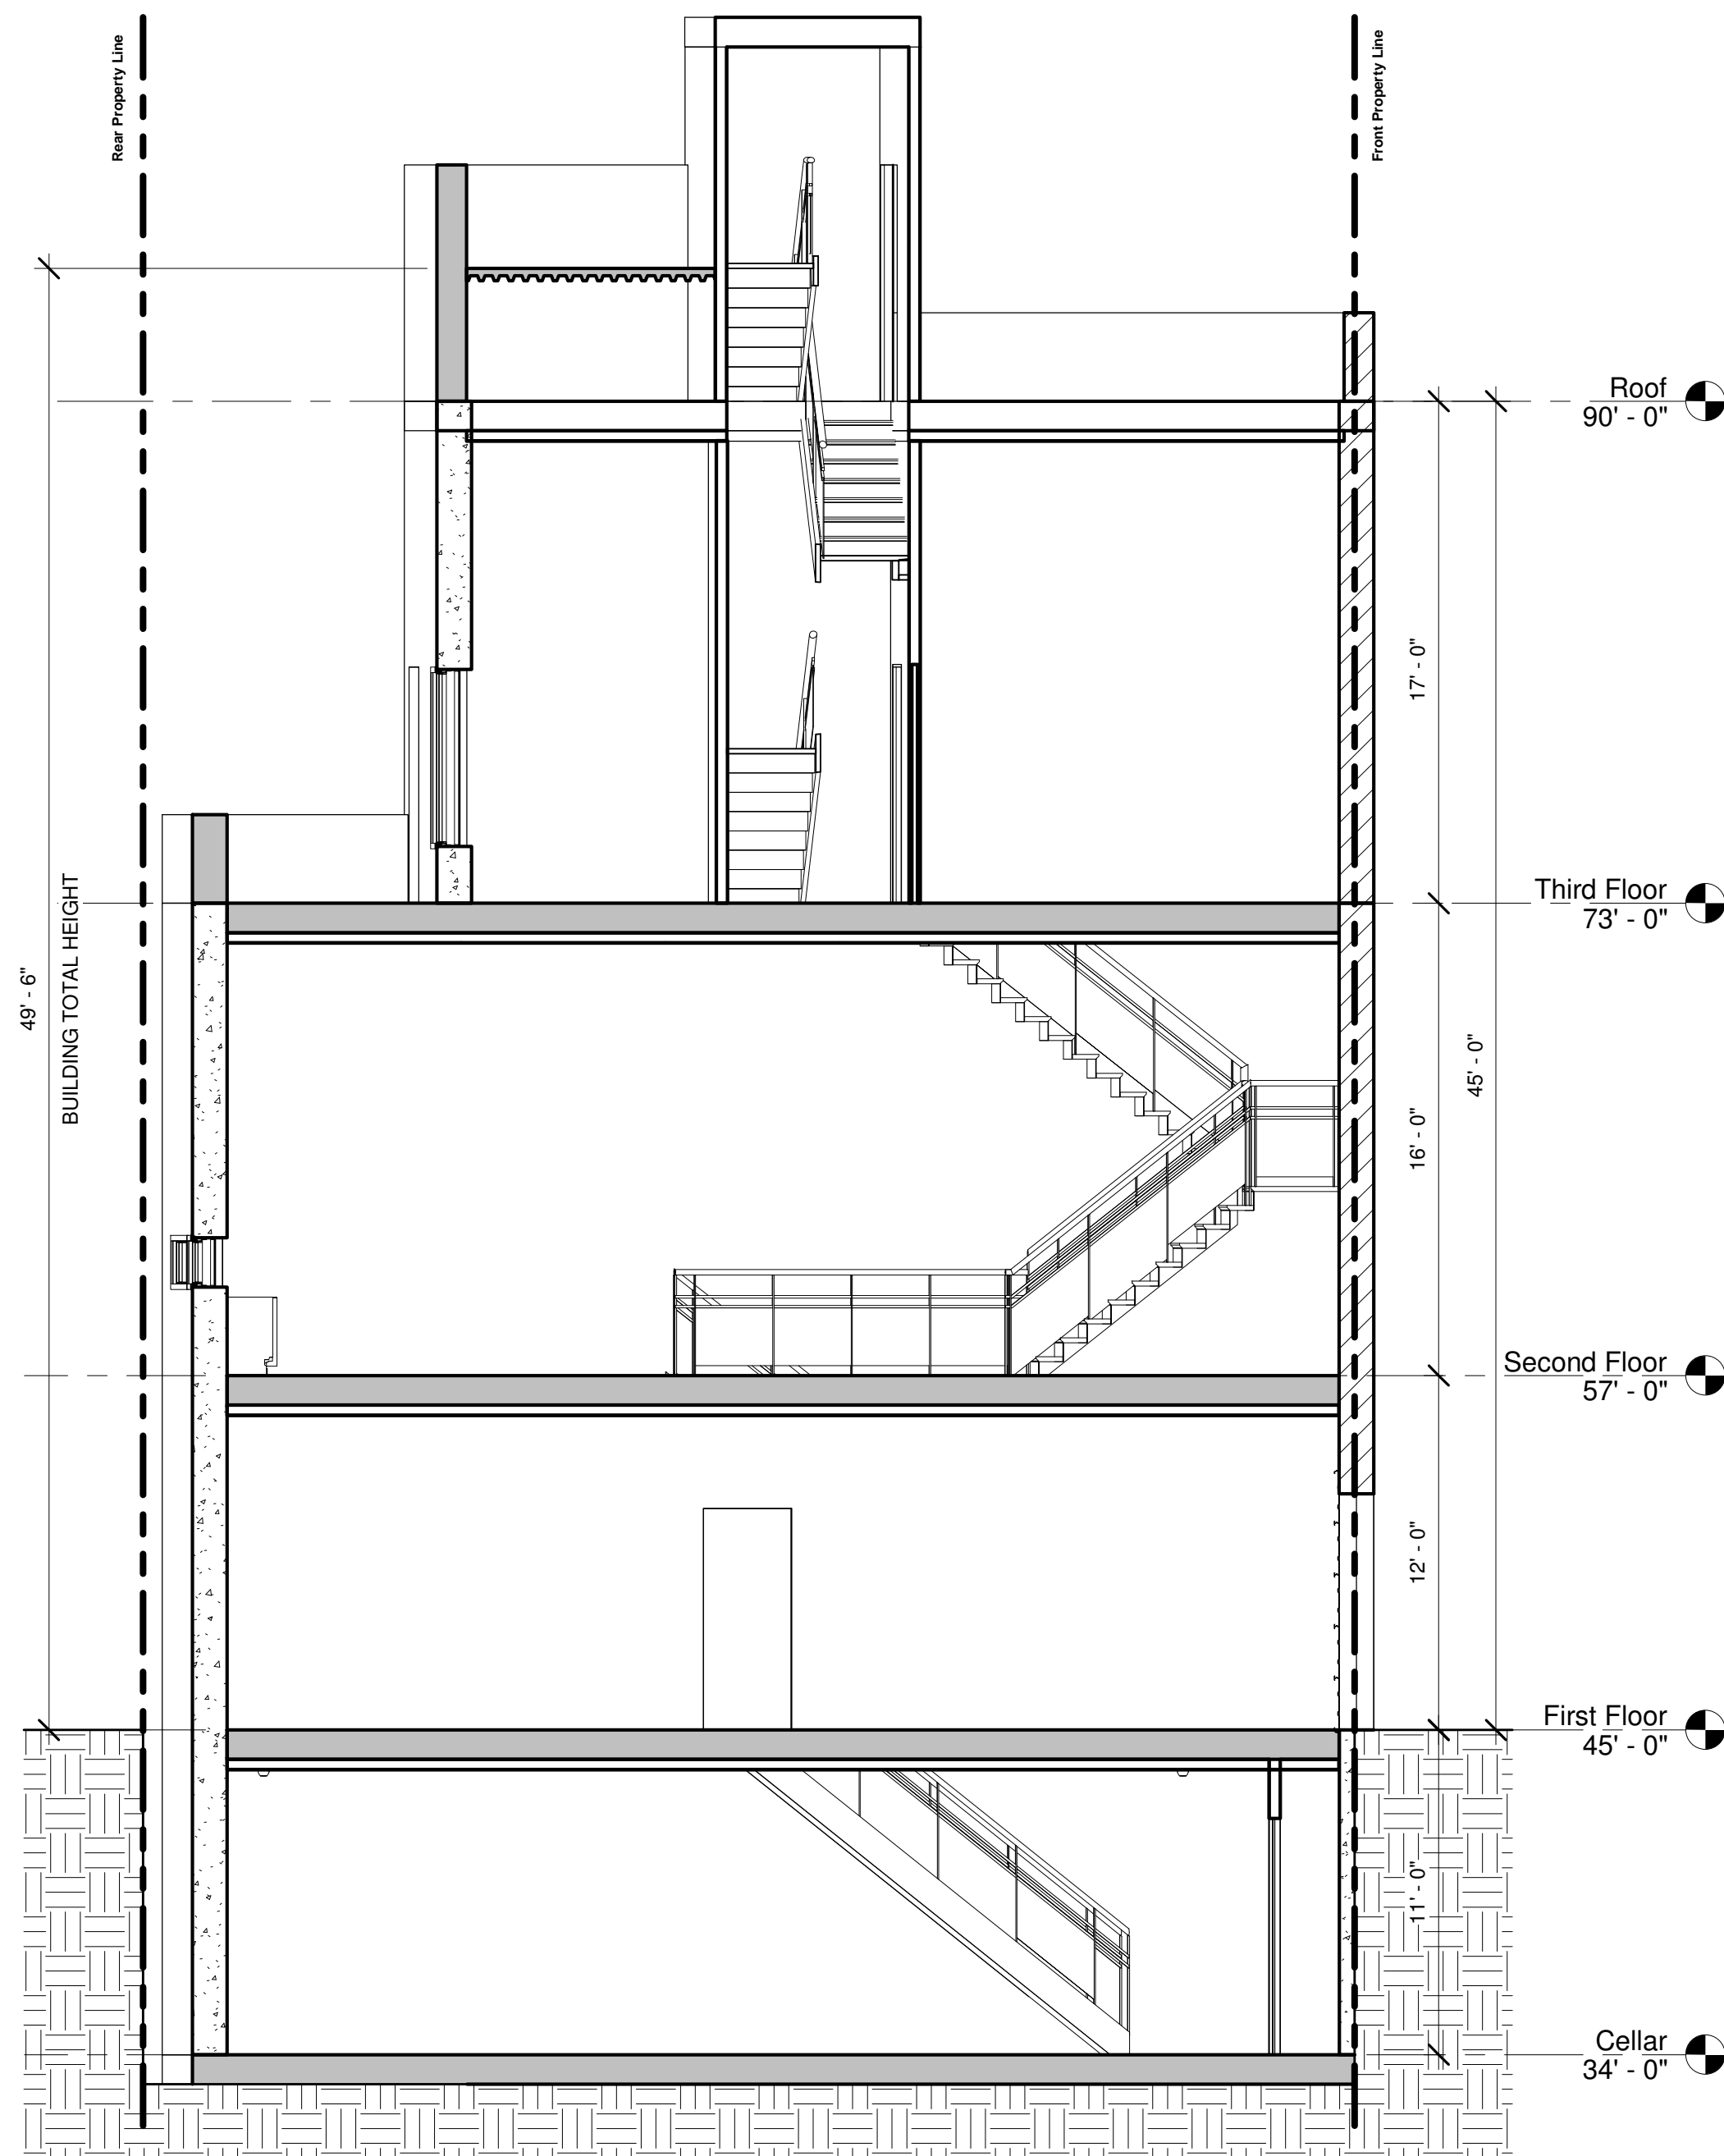 Rear Property Line
Front Property Line
Roof
90' - 0"
17' - 0"
Third Floor
73' - 0"
BUILDING TOTAL HEIGHT
49' - 6"
45' - 0"
16' - 0"
Second Floor
57' - 0"
12' - 0"
First Floor
45' - 0"
11' - 0"
Cellar
34' - 0"